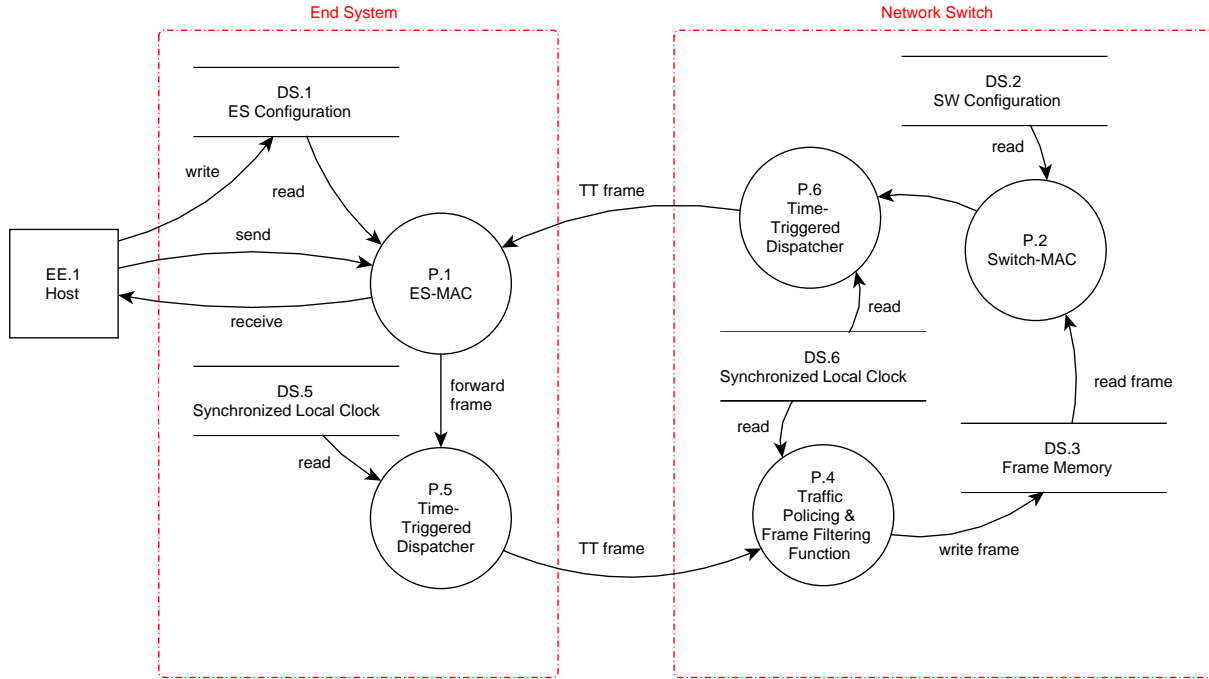 End System
Network Switch
DS.1
ES Configuration
DS.2
SW Configuration
write
read
read
TT frame
P.6
Time-
Triggered
Dispatcher
P.2
Switch-MAC
send
EE.1
Host
P.1
ES-MAC
receive
read
DS.6
Synchronized Local Clock
DS.5
Synchronized Local Clock
forward
frame
read frame
read
read
DS.3
Frame Memory
P.5
Time-
Triggered
Dispatcher
P.4
Traffic
Policing &
Frame Filtering
Function
TT frame
write frame